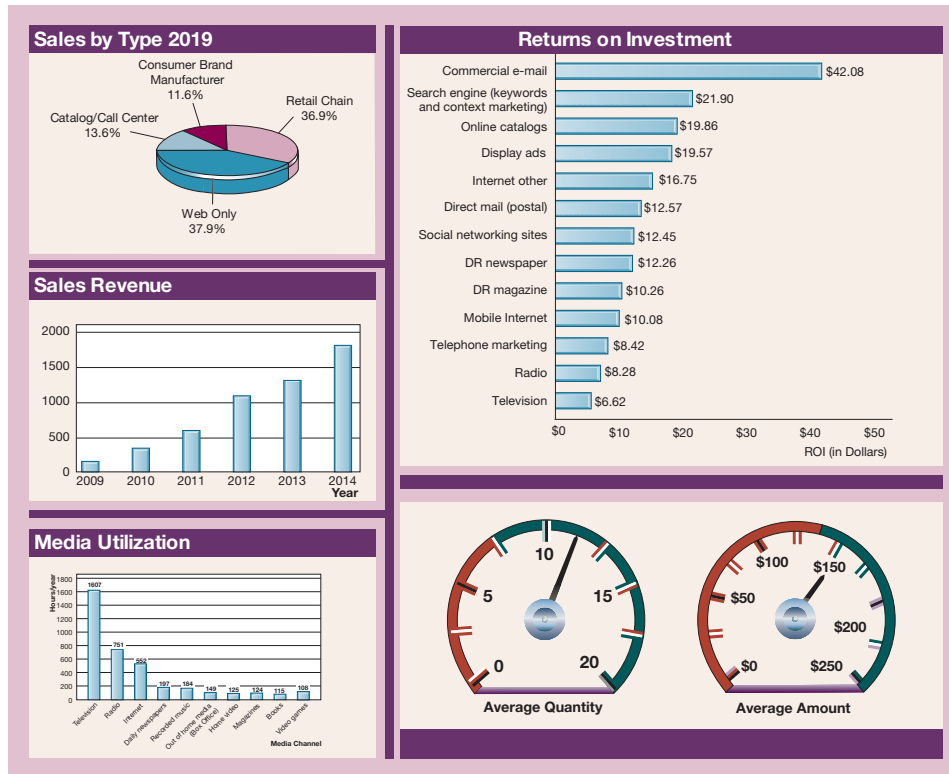 Sales by Type 2019
Consumer Brand
Manufacturer
11.6%
Retail Chain
36.9%
Catalog/Call Center
13.6%
Web Only
37.9%
Returns on Investment
Commercial e-mail
$42.08
Search engine (keywords
and context marketing)
$21.90
Online catalogs
$19.86
Display ads
$19.57
Internet other
$16.75
Direct mail (postal)
$12.57
Social networking sites
$12.45
DR newspaper
$12.26
DR magazine
$10.26
Mobile Internet
$10.08
Telephone marketing
$8.42
Radio
$8.28
Television
$6.62
$0 $10 $20 $30 $40 $50
ROI (in Dollars)
Sales Revenue
2000
1500
1000
500
0
2009 2010 2011 2012 2013 2014
Year
Media Utilization
Hours/year
1800
1600
1400
1200
1000
800
600
400
200
0
1607
751
552
197
184
149
125
124
115
108
Television
Radio
Internet
Daily newspapers
Recorded music
Out of home media
(Box Office)
Home video
Magazines
Books
Video games
Media Channel
0
5
10
15
20
Average Quantity
$0
$50
$100
$150
$200
$250
Average Amount